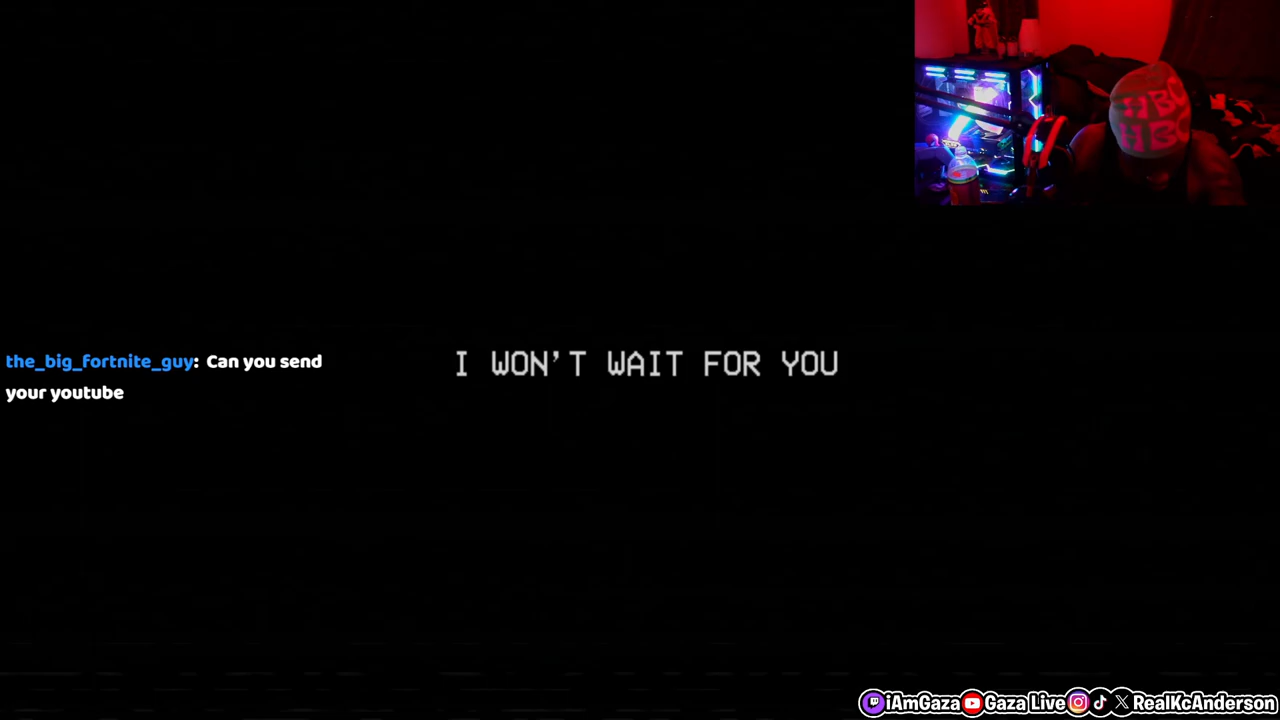 the_big_fortnite_guy: Can you send
your youtube
I WON'T WAIT FOR YOU
iAmGaza Gaza Live RealKcAnderson